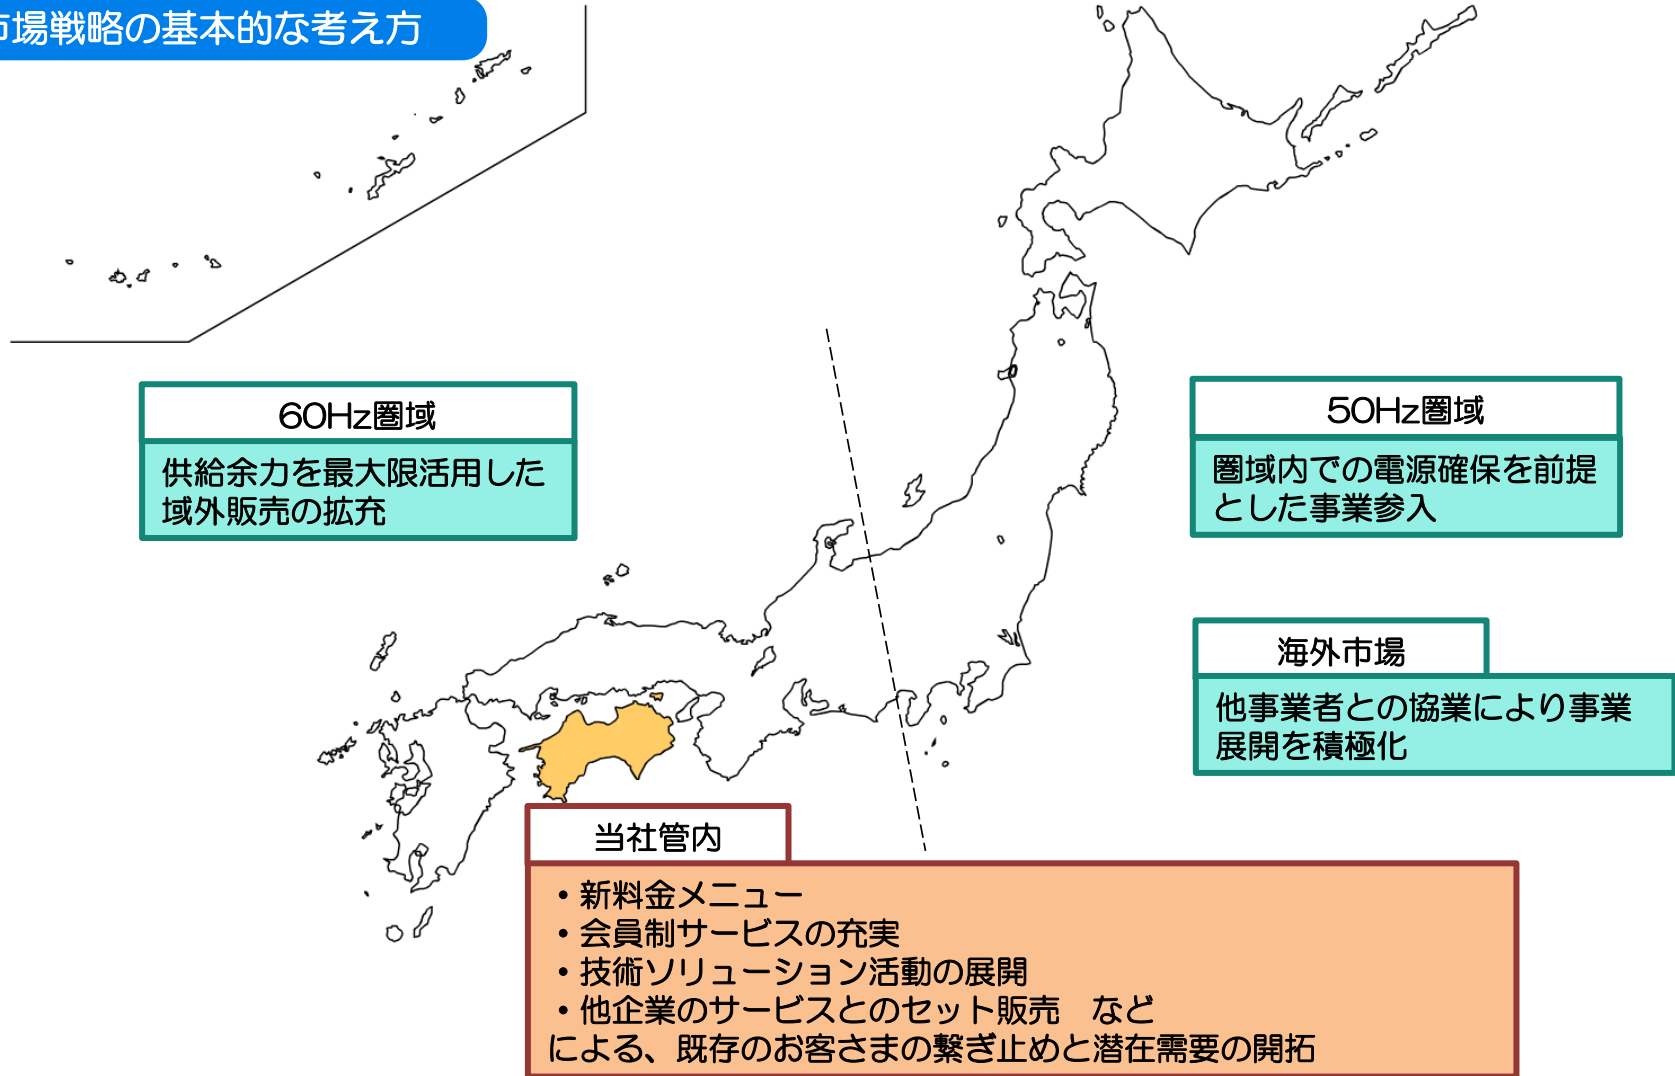 市場戦略の基本的な考え方
60Hz圏域
供給余力を最大限活用した
域外販売の拡充
50Hz圏域
圏域内での電源確保を前提
とした事業参入
海外市場
他事業者との協業により事業
展開を積極化
当社管内
・新料金メニュー
・会員制サービスの充実
・技術ソリューション活動の展開
・他企業のサービスとのセット販売　など
による、既存のお客さまの繋ぎ止めと潜在需要の開拓